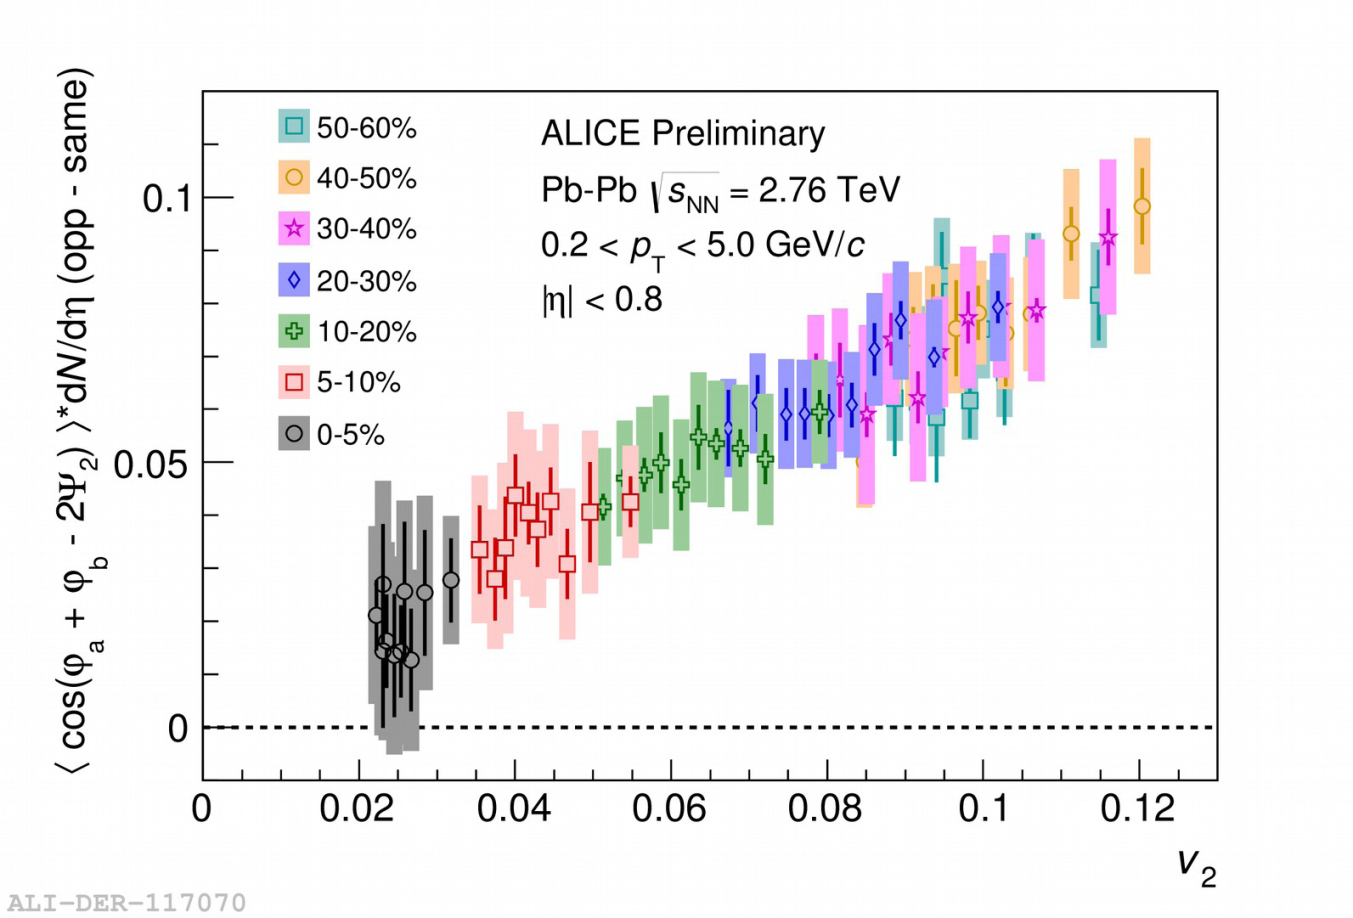 ⟨ cos(φa + φb - 2Ψ2) ⟩*dN/dη (opp - same)
50-60%
40-50%
30-40%
20-30%
10-20%
5-10%
0-5%
ALICE Preliminary
Pb-Pb √sNN = 2.76 TeV
0.2 < pT < 5.0 GeV/c
|η| < 0.8
0.1
0.05
0
0 0.02 0.04 0.06 0.08 0.1 0.12
v2
ALI-DER-117070